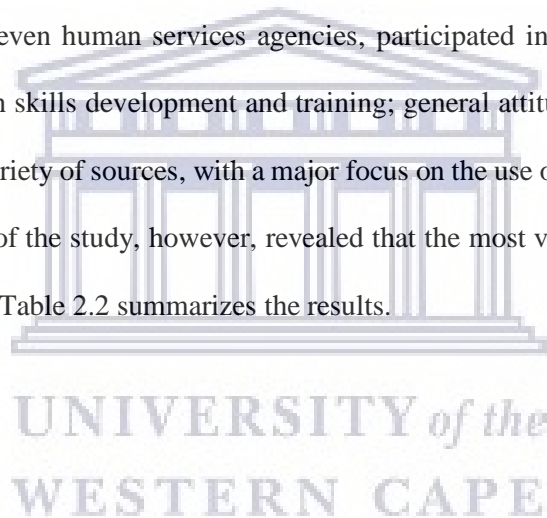 even human services agencies, participated in
skills development and training; general attitu
riety of sources, with a major focus on the use o
of the study, however, revealed that the most v
Table 2.2 summarizes the results.
UNIVERSITY of the
WESTERN CAPE